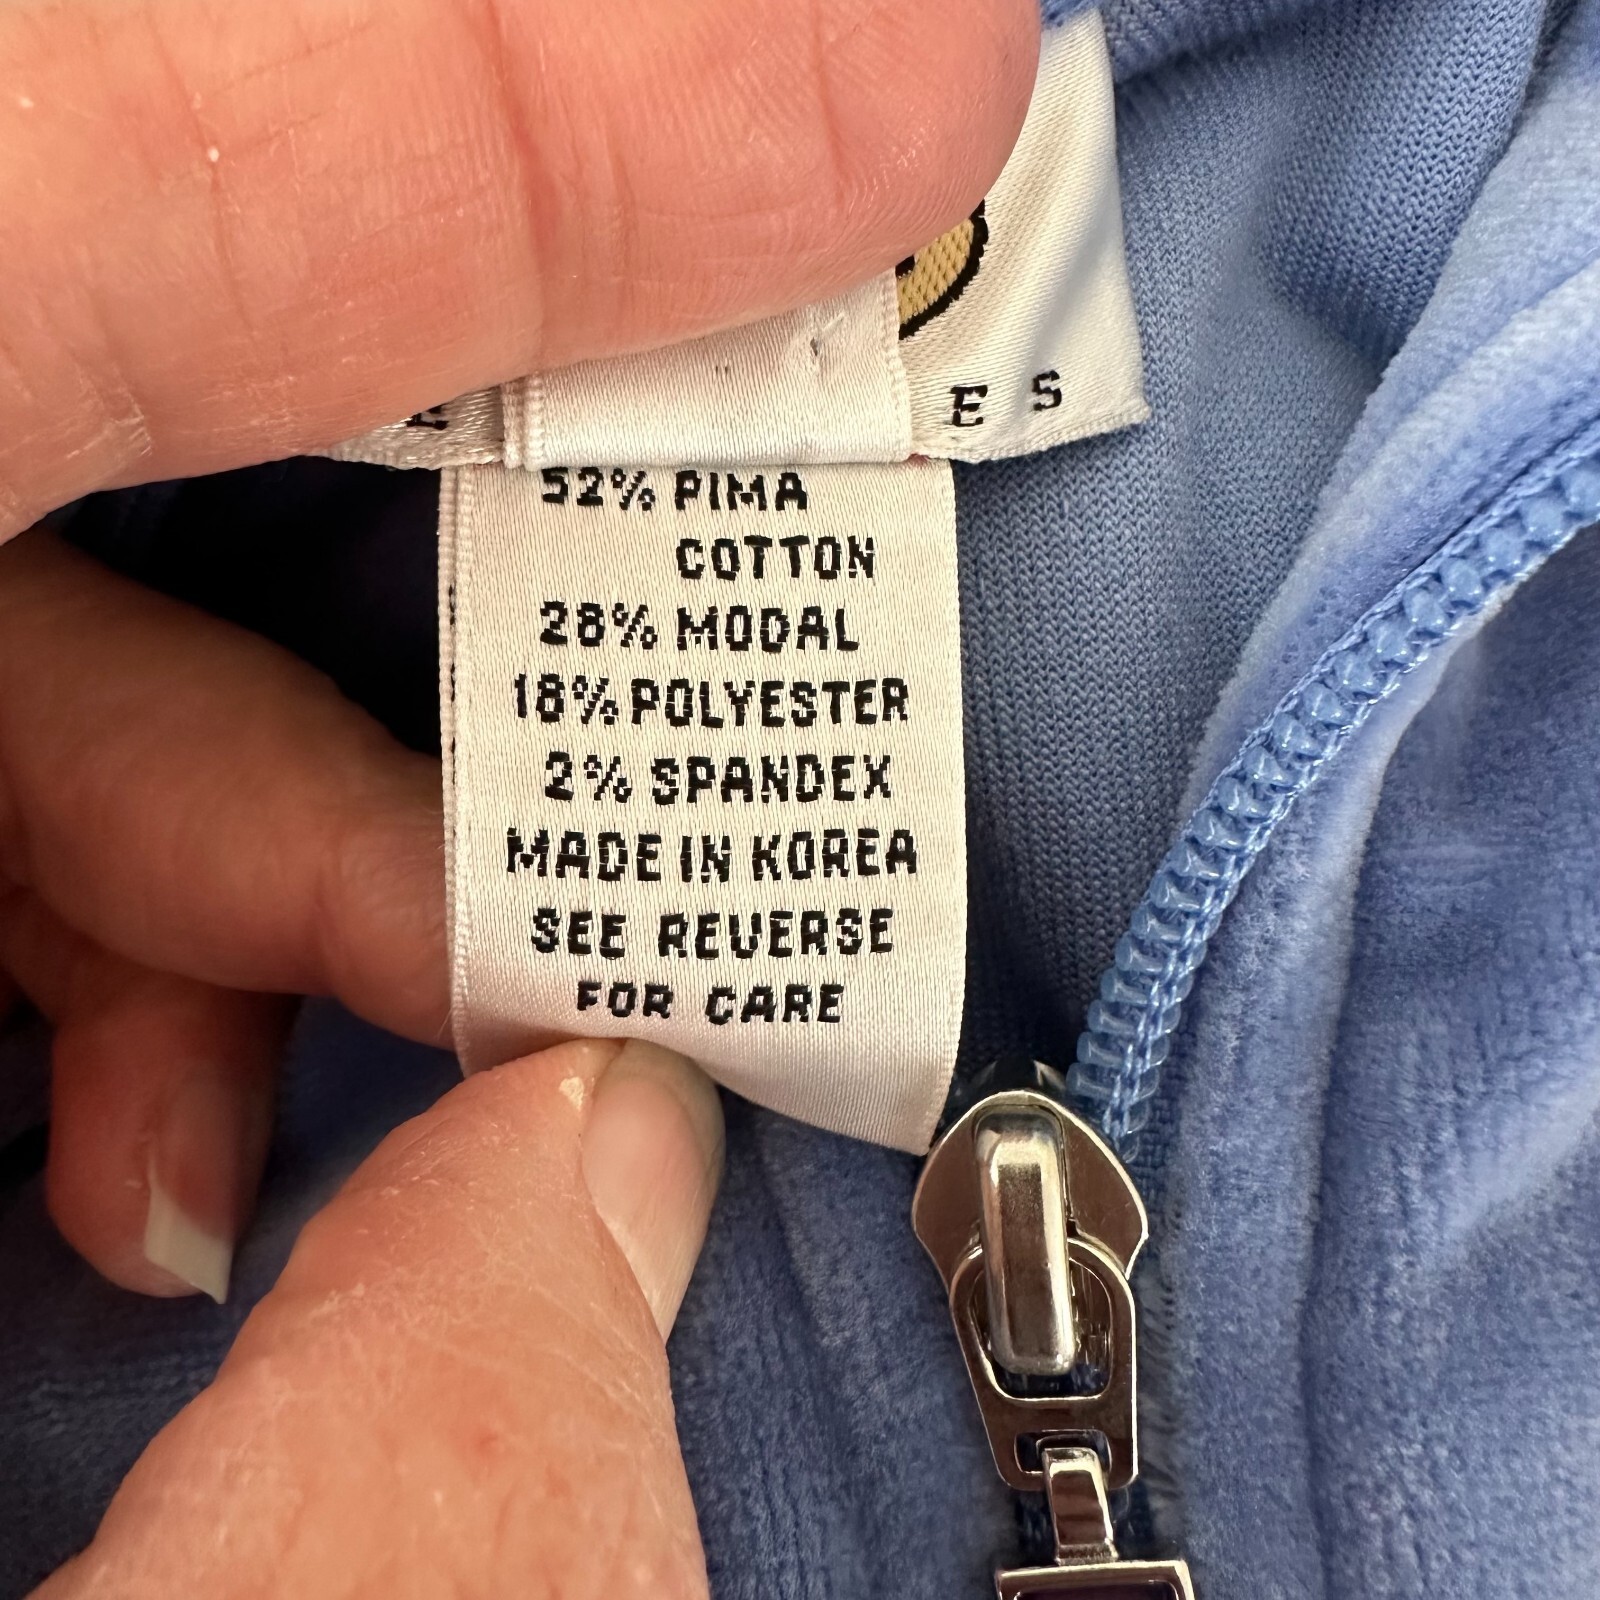 E S
52% PIMA
COTTON
28% MODAL
18% POLYESTER
2% SPANDEX
MADE IN KOREA
SEE REVERSE
FOR CARE